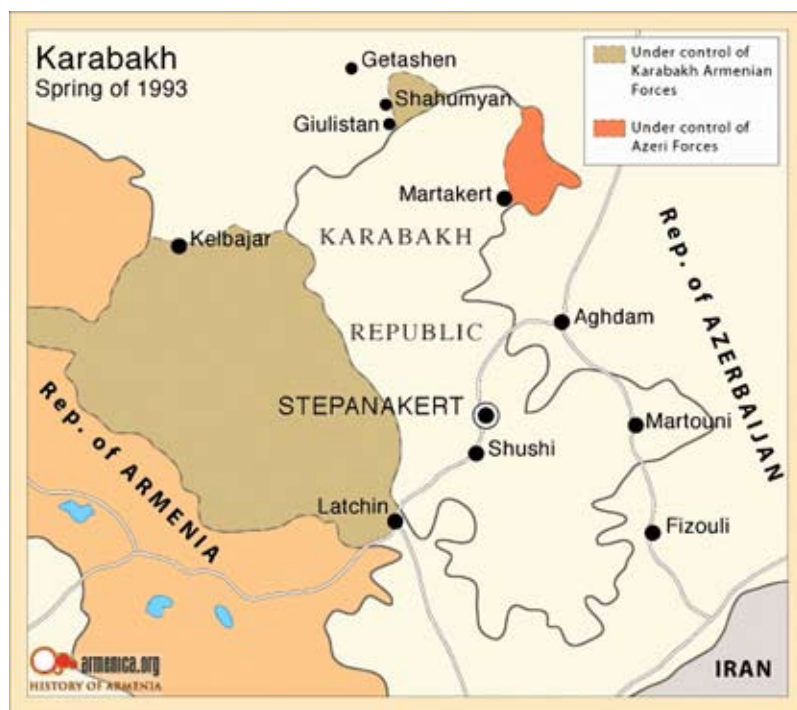 Karabakh
Spring of 1993
Under control of
Karabakh Armenian
Forces
Under control of
Azeri Forces
Getashen
Shahumyan
Giulistan
Martakert
KARABAKH
Kelbajar
Rep. of AZERBAIJAN
Aghdam
REPUBLIC
STEPANAKERT
Martouni
Shushi
Rep. of ARMENIA
Latchin
Fizouli
armenica.org
HISTORY OF ARMENIA
IRAN